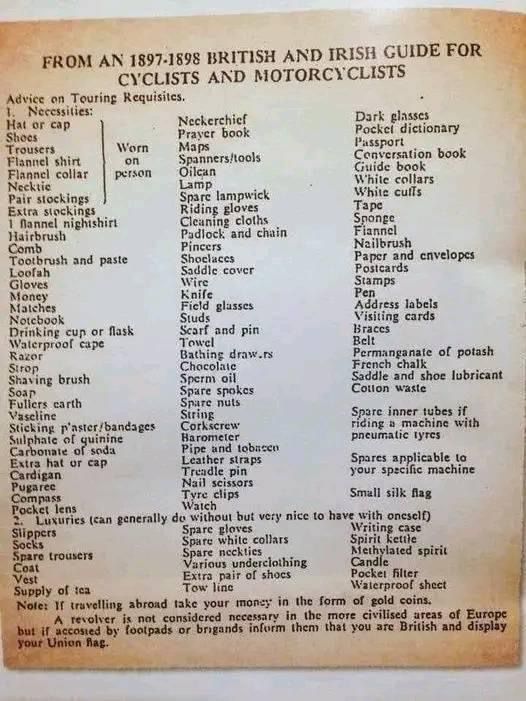 FROM AN 1897-1898 BRITISH AND IRISH GUIDE FOR
CYCLISTS AND MOTORCYCLISTS
Advice on Touring Requisites.
1. Necessities:
Hat or cap
Shoes
Trousers
Flannel shirt
Flannel collar
Necktie
Pair stockings
Worn
on
person
Extra stockings
1 flannel nightshirt
Hairbrush
Comb
Toothbrush and paste
Loofah
Gloves
Money
Matches
Notebook
Drinking cup or flask
Waterproof cape
Razor
Strop
Shaving brush
Soap
Fullers earth
Vaseline
Sticking p'aster/bandages
Sulphate of quinine
Carbonate of soda
Extra hat or cap
Cardigan
Pugaree
Compass
Pocket lens
Neckerchief
Prayer book
Maps
Spanners/tools
Oilcan
Lamp
Spare lampwick
Riding gloves
Cleaning cloths
Padlock and chain
Pincers
Shoelaces
Saddle cover
Wire
Knife
Field glasses
Studs
Scarf and pin
Towel
Bathing draw.rs
Chocolate
Sperm oil
Spare spokes
Spare nuts
String
Corkscrew
Barometer
Pipe and tobacco
Leather straps
Treadle pin
Nail scissors
Tyre clips
Watch
Dark glasses
Pocket dictionary
Passport
Conversation book
Guide book
White collars
White cuffs
Tape
Sponge
Flannel
Nailbrush
Paper and envelopes
Postcards
Stamps
Pen
Address labels
Visiting cards
Braces
Belt
Permanganate of potash
French chalk
Saddle and shoe lubricant
Cotton waste
Spare inner tubes if
riding a machine with
pneumatic tyres
Spares applicable to
your specific machine
Small silk flag
2. Luxuries (can generally do without but very nice to have with oneself)
Slippers
Socks
Spare trousers
Coat
Vest
Supply of tea
Spare gloves
Spare white collars
Spare neckties
Various underclothing
Extra pair of shoes
Tow line
Writing case
Spirit kettle
Methylated spirit
Candle
Pocket filter
Waterproof sheet
Note: If travelling abroad take your money in the form of gold coins.
A revolver is not considered necessary in the more civilised areas of Europe
but if accosted by footpads or brigands inform them that you are British and display
your Union flag.